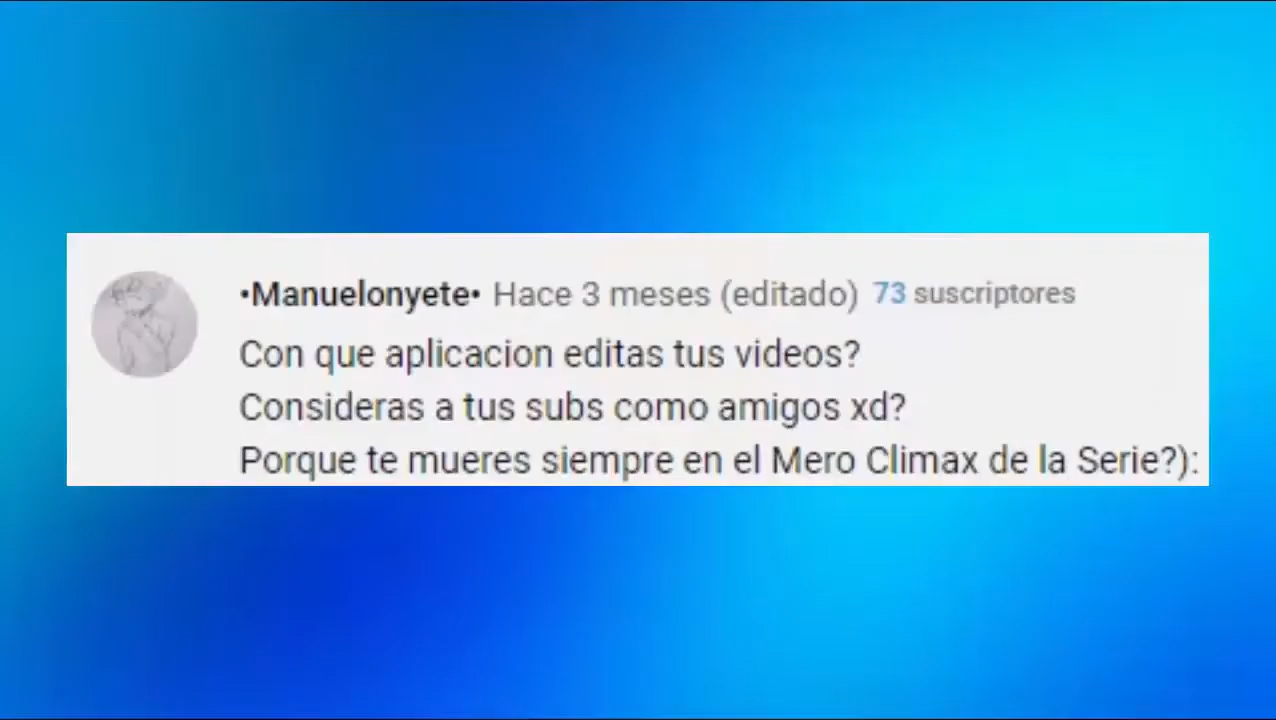 •Manuelonyete• Hace 3 meses (editado) 73 suscriptores
Con que aplicacion editas tus videos?
Consideras a tus subs como amigos xd?
Porque te mueres siempre en el Mero Climax de la Serie?):